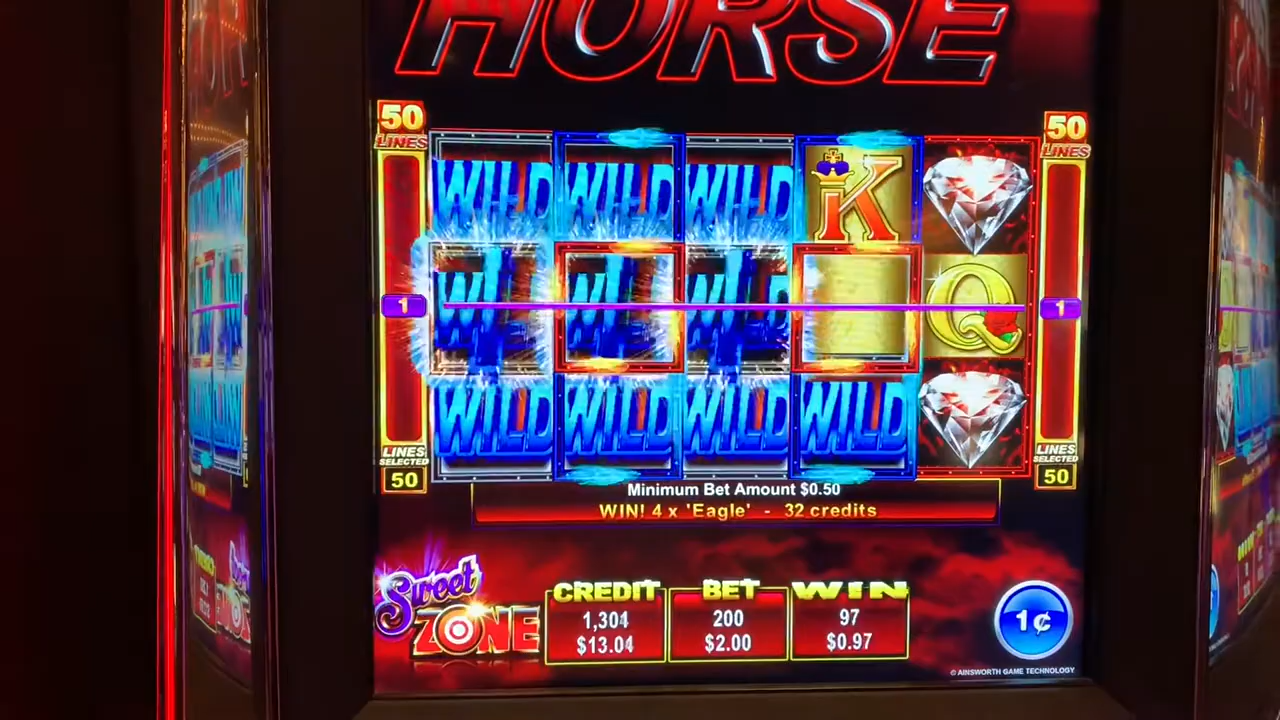 HORSE
50 LINES
50 LINES
WILD WILD WILD K
1
Q
1
WILD WILD WILD WILD
LINES SELECTED 50
LINES SELECTED 50
Minimum Bet Amount $0.50
WIN! 4 x 'Eagle' - 32 credits
Sweet ZONE
CREDIT
1,304
$13.04
BET
200
$2.00
WIN
97
$0.97
1¢
© AINSWORTH GAME TECHNOLOGY